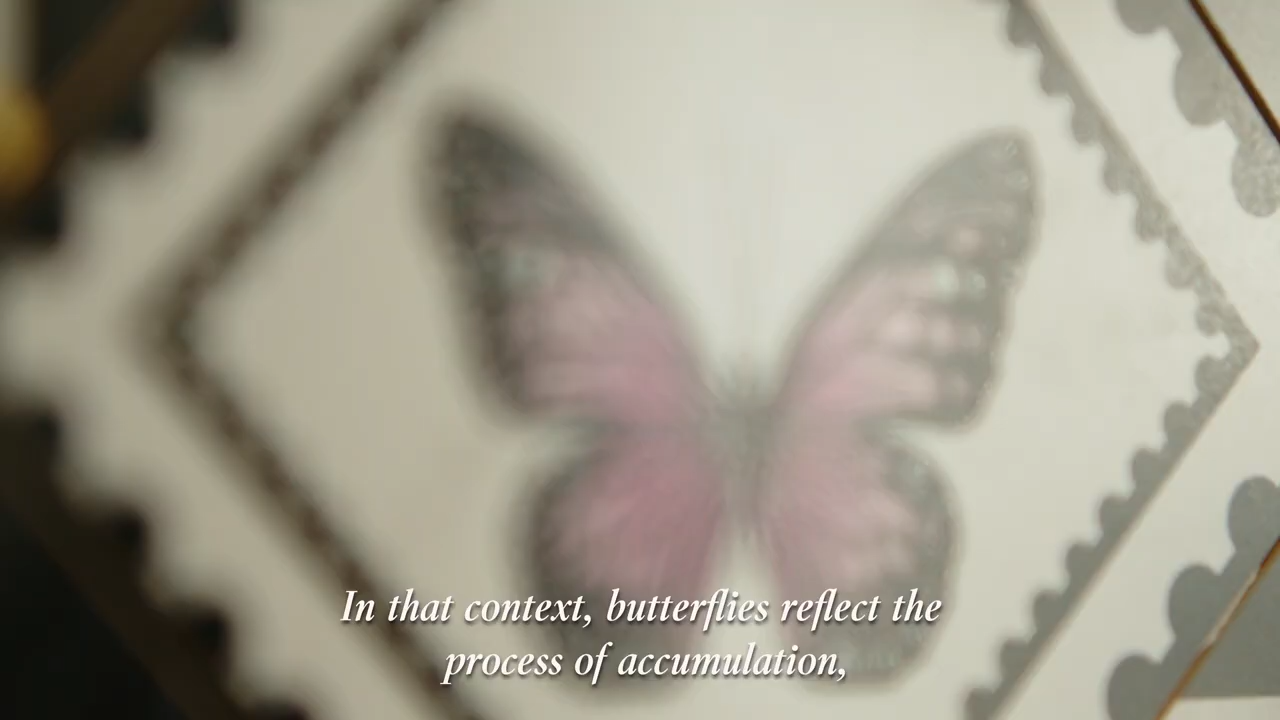 In that context, butterflies reflect the
process of accumulation,